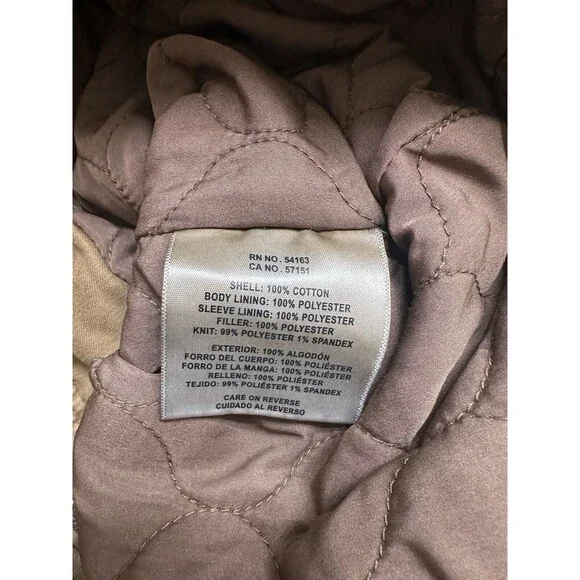 RN NO. 54163
CA NO. 57151
SHELL: 100% COTTON
BODY LINING: 100% POLYESTER
SLEEVE LINING: 100% POLYESTER
FILLER: 100% POLYESTER
KNIT: 99% POLYESTER 1% SPANDEX
EXTERIOR: 100% ALGODÓN
FORRO DEL CUERPO: 100% POLIÉSTER
FORRO DE LA MANGA: 100% POLIÉSTER
RELLENO: 100% POLIÉSTER
TEJIDO: 99% POLIÉSTER 1% SPANDEX
CARE ON REVERSE
CUIDADO AL REVERSO